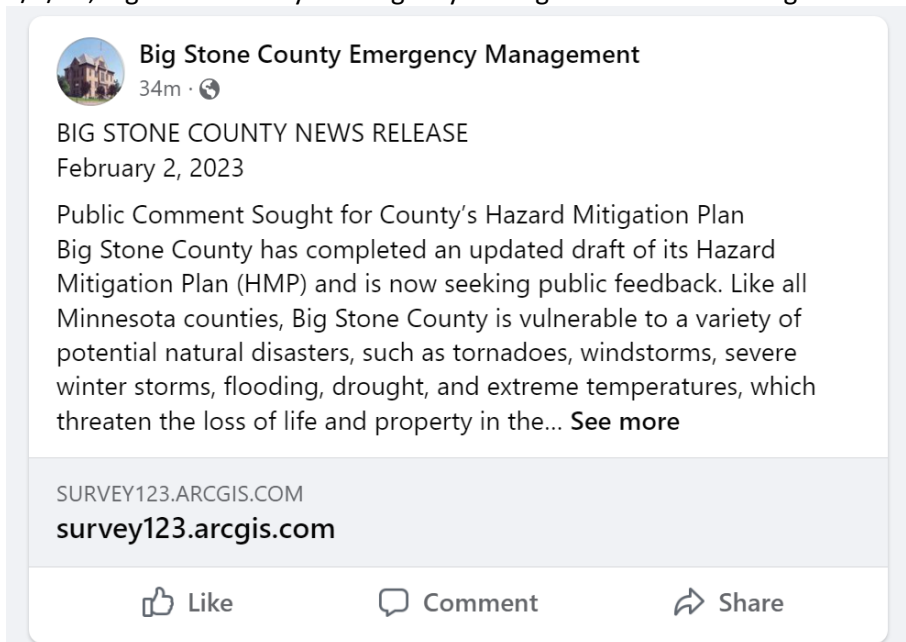 Big Stone County Emergency Management
34m ·
BIG STONE COUNTY NEWS RELEASE
February 2, 2023
Public Comment Sought for County’s Hazard Mitigation Plan
Big Stone County has completed an updated draft of its Hazard
Mitigation Plan (HMP) and is now seeking public feedback. Like all
Minnesota counties, Big Stone County is vulnerable to a variety of
potential natural disasters, such as tornadoes, windstorms, severe
winter storms, flooding, drought, and extreme temperatures, which
threaten the loss of life and property in the... See more
SURVEY123.ARCGIS.COM
survey123.arcgis.com
Like Comment Share